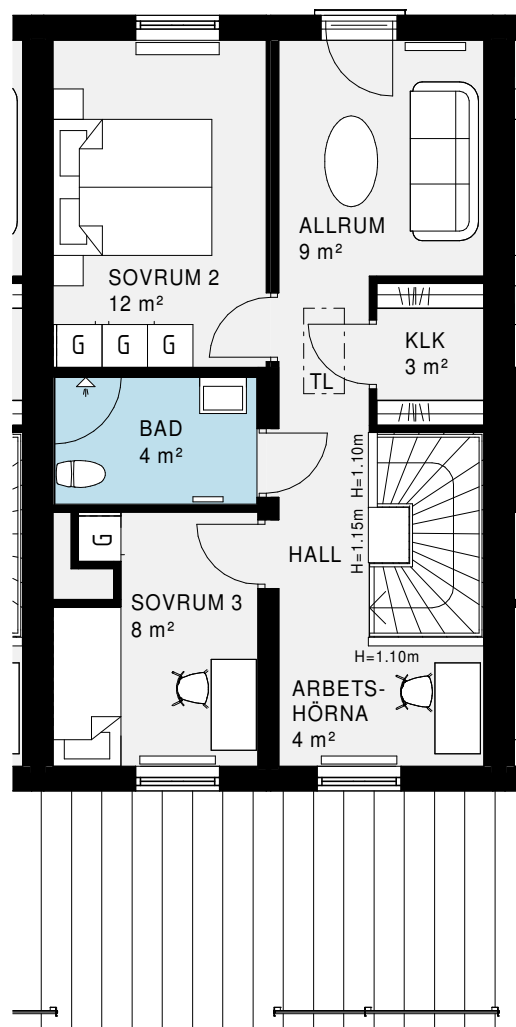 ALLRUM
9 m²
SOVRUM 2
12 m²
G G G
KLK
3 m²
TL
BAD
4 m²
H=1.10m
H=1.15m
G
HALL
SOVRUM 3
8 m²
H=1.10m
ARBETS-
HÖRNA
4 m²